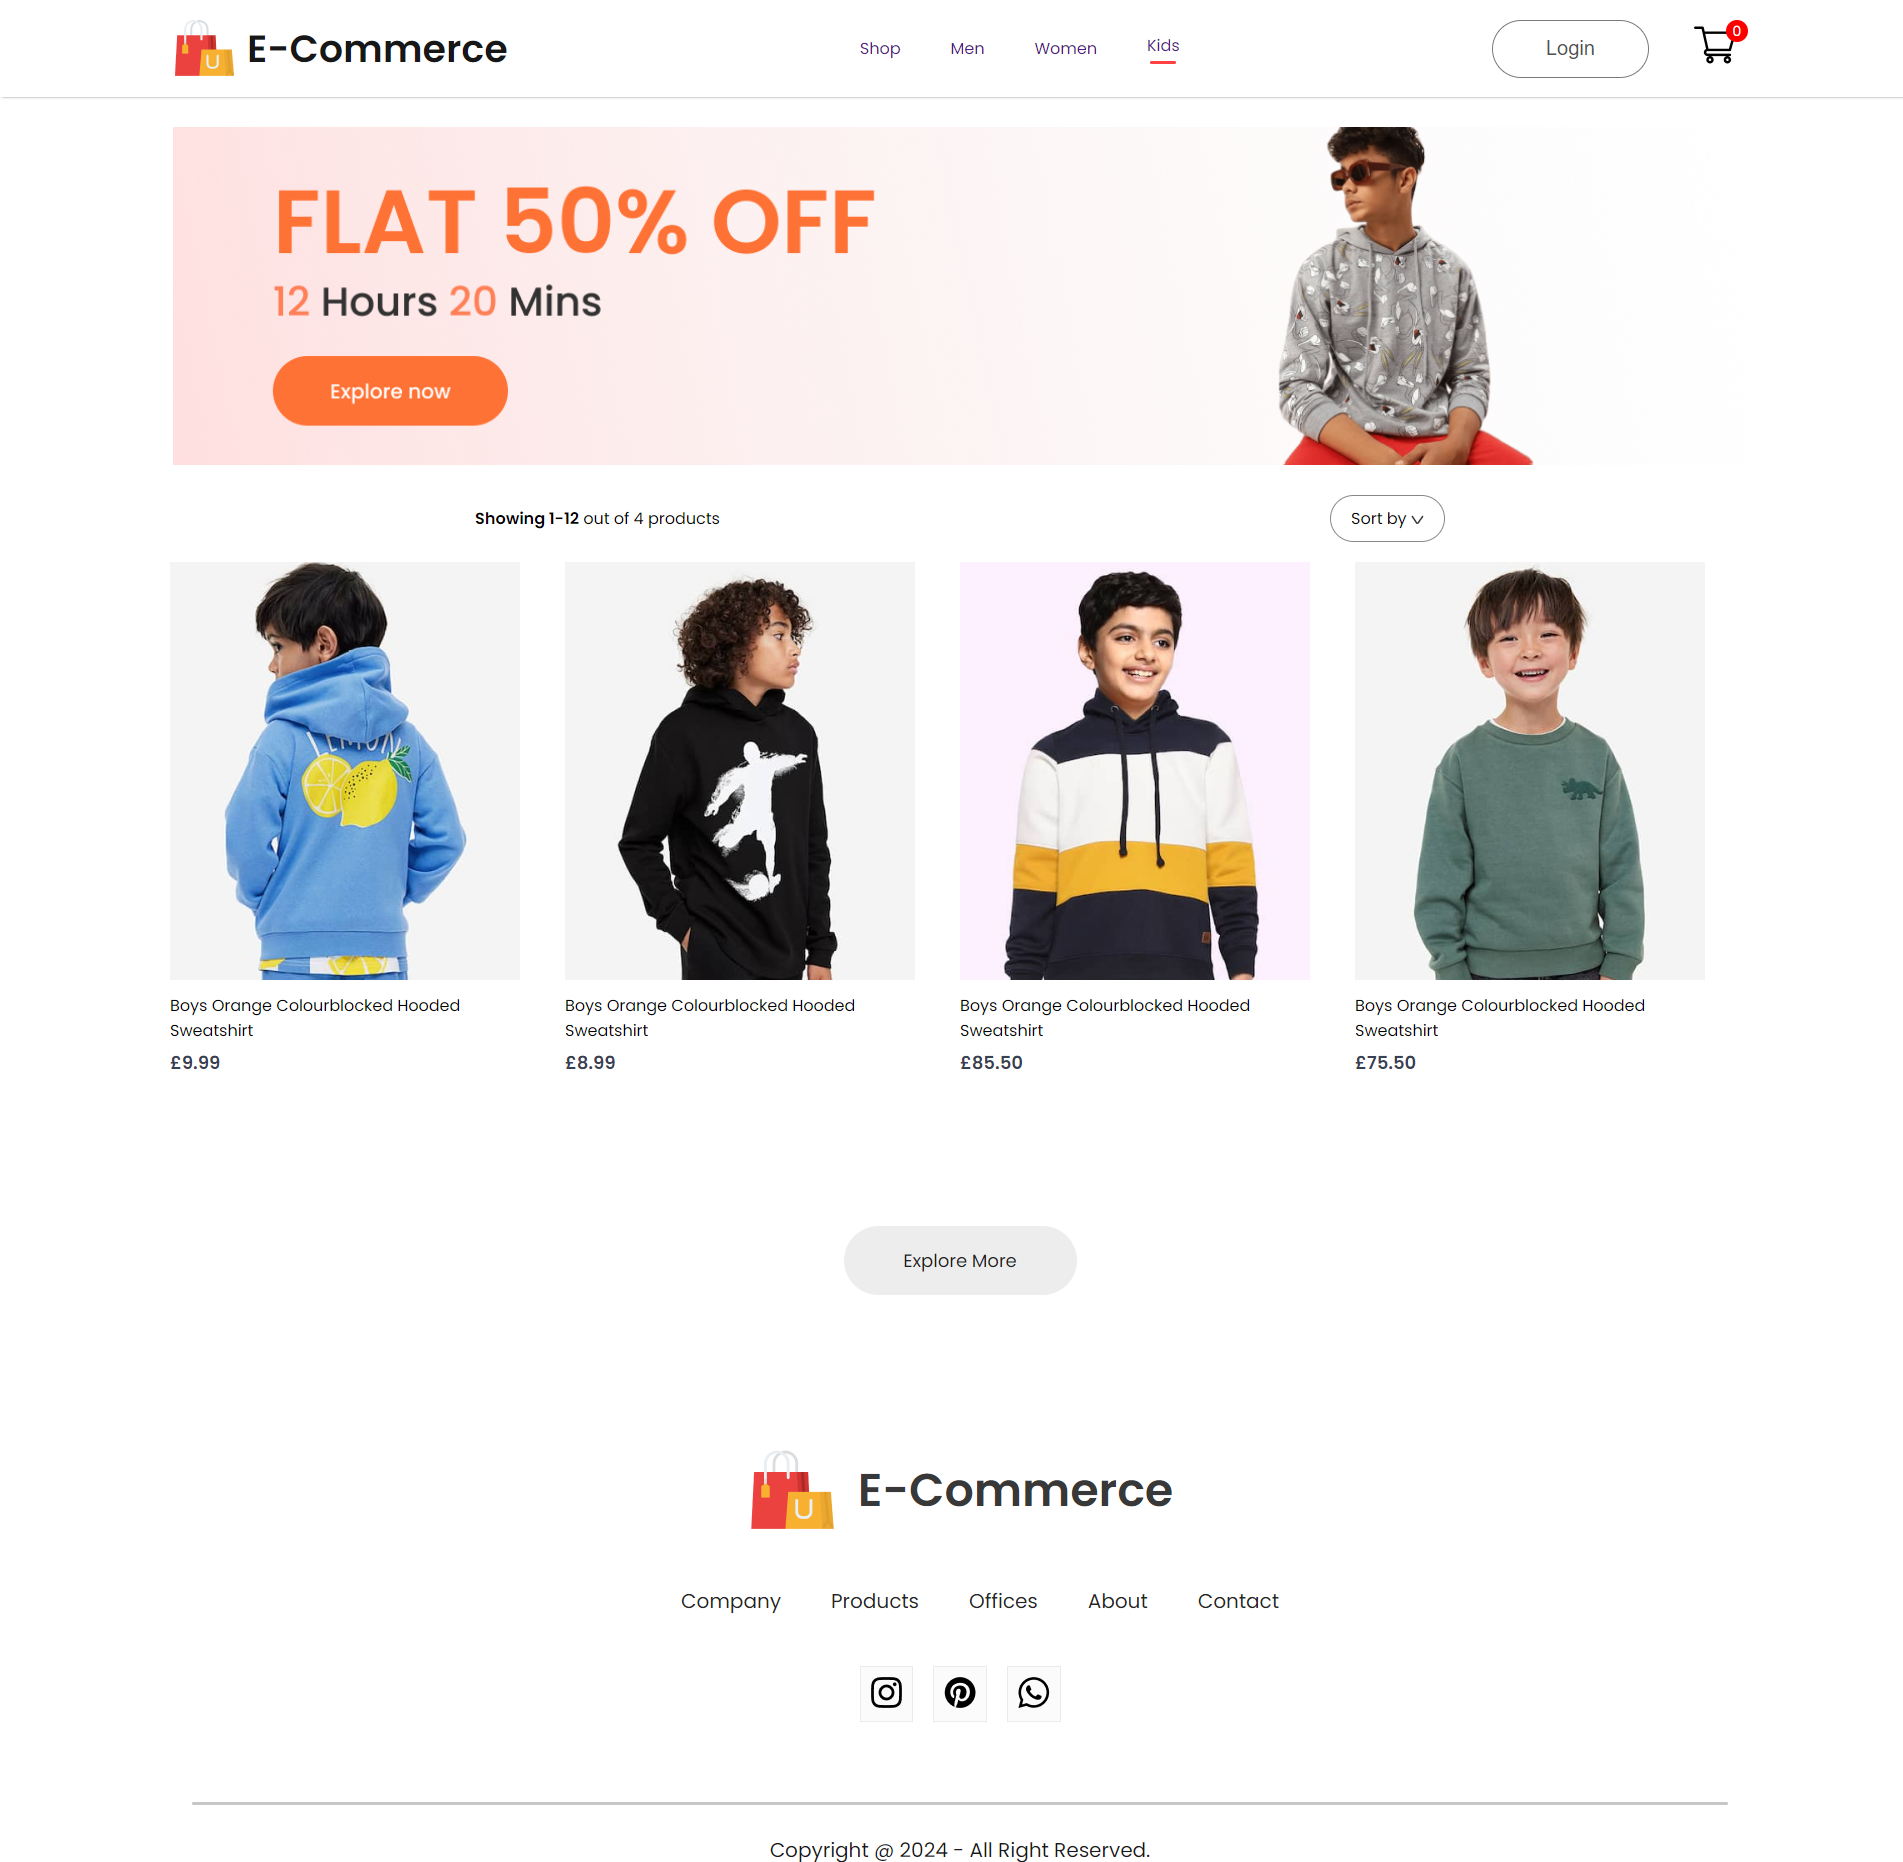 U
E-Commerce
Shop
Men
Women
Kids
Login
0
FLAT 50% OFF
12 Hours 20 Mins
Explore now
Showing 1-12 out of 4 products
Sort by
Boys Orange Colourblocked Hooded
Sweatshirt
£9.99
Boys Orange Colourblocked Hooded
Sweatshirt
£8.99
Boys Orange Colourblocked Hooded
Sweatshirt
£85.50
Boys Orange Colourblocked Hooded
Sweatshirt
£75.50
Explore More
U
E-Commerce
Company
Products
Offices
About
Contact
Copyright @ 2024 - All Right Reserved.